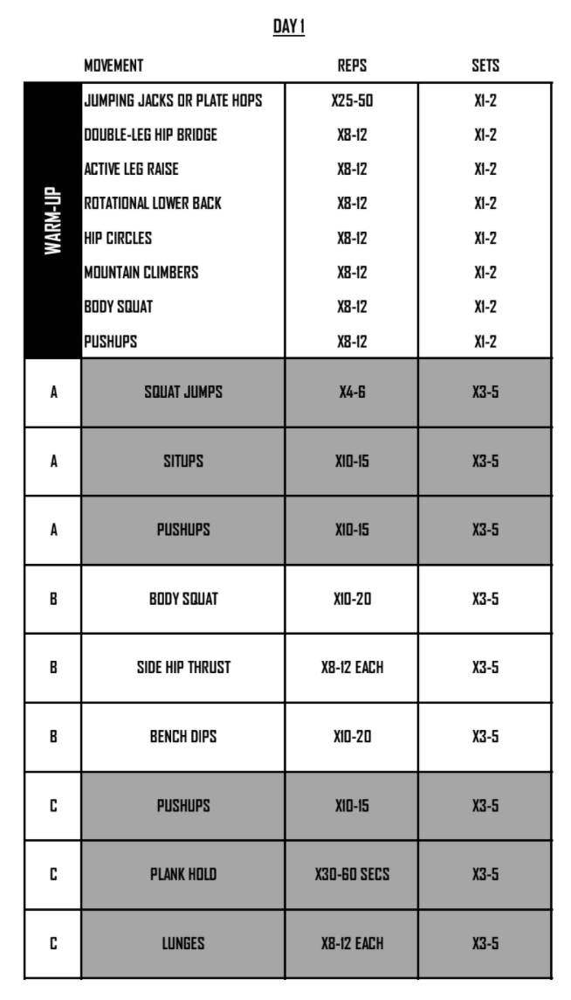 DAY 1
MOVEMENT REPS SETS
WARM-UP
JUMPING JACKS OR PLATE HOPS X25-50 X1-2
DOUBLE-LEG HIP BRIDGE X8-12 X1-2
ACTIVE LEG RAISE X8-12 X1-2
ROTATIONAL LOWER BACK X8-12 X1-2
HIP CIRCLES X8-12 X1-2
MOUNTAIN CLIMBERS X8-12 X1-2
BODY SQUAT X8-12 X1-2
PUSHUPS X8-12 X1-2
A SQUAT JUMPS X4-6 X3-5
A SITUPS X10-15 X3-5
A PUSHUPS X10-15 X3-5
B BODY SQUAT X10-20 X3-5
B SIDE HIP THRUST X8-12 EACH X3-5
B BENCH DIPS X10-20 X3-5
C PUSHUPS X10-15 X3-5
C PLANK HOLD X30-60 SECS X3-5
C LUNGES X8-12 EACH X3-5